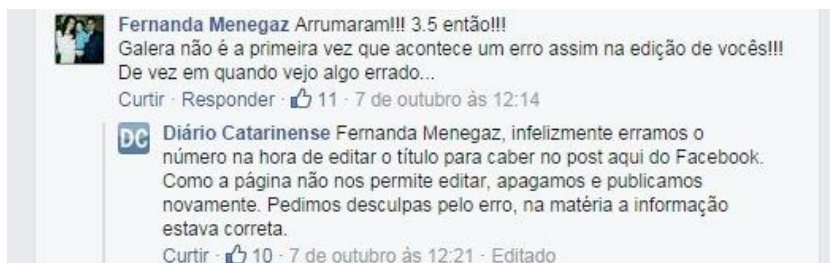 Fernanda Menegaz Arrumaram!!! 3.5 então!!!
Galera não é a primeira vez que acontece um erro assim na edição de vocês!!!
De vez em quando vejo algo errado...
Curtir · Responder · 11 · 7 de outubro às 12:14
DC Diário Catarinense Fernanda Menegaz, infelizmente erramos o
número na hora de editar o título para caber no post aqui do Facebook.
Como a página não nos permite editar, apagamos e publicamos
novamente. Pedimos desculpas pelo erro, na matéria a informação
estava correta.
Curtir · 10 · 7 de outubro às 12:21 · Editado